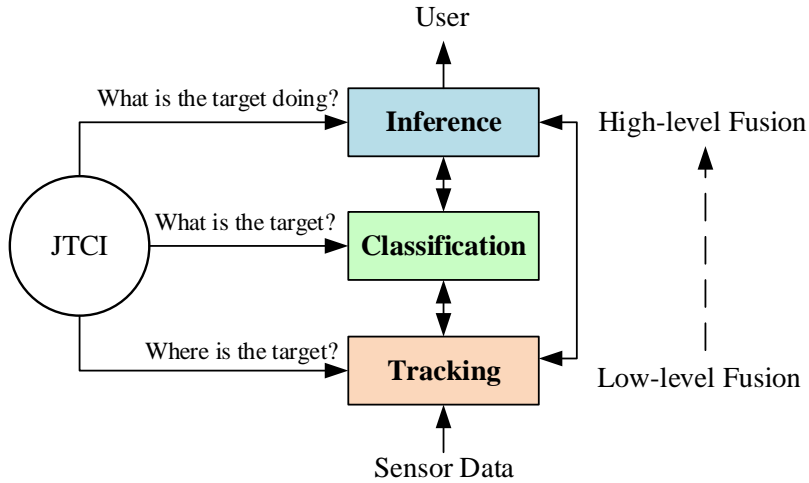 User
What is the target doing?
Inference
High-level Fusion
What is the target?
JTCI
Classification
Where is the target?
Tracking
Low-level Fusion
Sensor Data